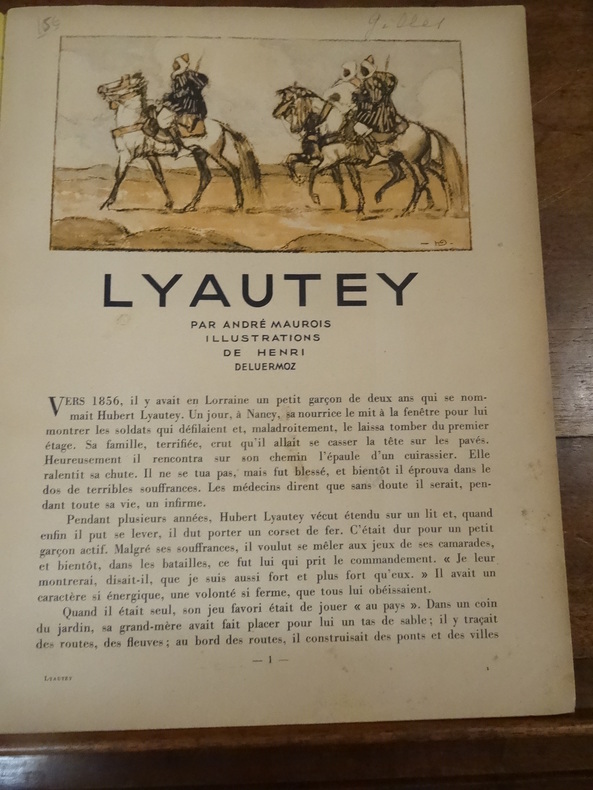 159
LYAUTEY
PAR ANDRÉ MAUROIS
ILLUSTRATIONS
DE HENRI
DELUERMOZ
VERS 1856, il y avait en Lorraine un petit garçon de deux ans qui se nom-
mait Hubert Lyautey. Un jour, à Nancy, sa nourrice le mit à la fenêtre pour lui
montrer les soldats qui défilaient et, maladroitement, le laissa tomber du premier
étage. Sa famille, terrifiée, crut qu'il allait se casser la tête sur les pavés.
Heureusement il rencontra sur son chemin l'épaule d'un cuirassier. Elle
ralentit sa chute. Il ne se tua pas, mais fut blessé, et bientôt il éprouva dans le
dos de terribles souffrances. Les médecins dirent que sans doute il serait, pen-
dant toute sa vie, un infirme.
Pendant plusieurs années, Hubert Lyautey vécut étendu sur un lit et, quand
enfin il put se lever, il dut porter un corset de fer. C'était dur pour un petit
garçon actif. Malgré ses souffrances, il voulut se mêler aux jeux de ses camarades,
et bientôt, dans les batailles, ce fut lui qui prit le commandement. « Je leur
montrerai, disait-il, que je suis aussi fort et plus fort qu'eux. » Il avait un
caractère si énergique, une volonté si ferme, que tous lui obéissaient.
Quand il était seul, son jeu favori était de jouer « au pays ». Dans un coin
du jardin, sa grand-mère avait fait placer pour lui un tas de sable; il y traçait
des routes, des fleuves; au bord des routes, il construisait des ponts et des villes
— 1 —
LYAUTEY